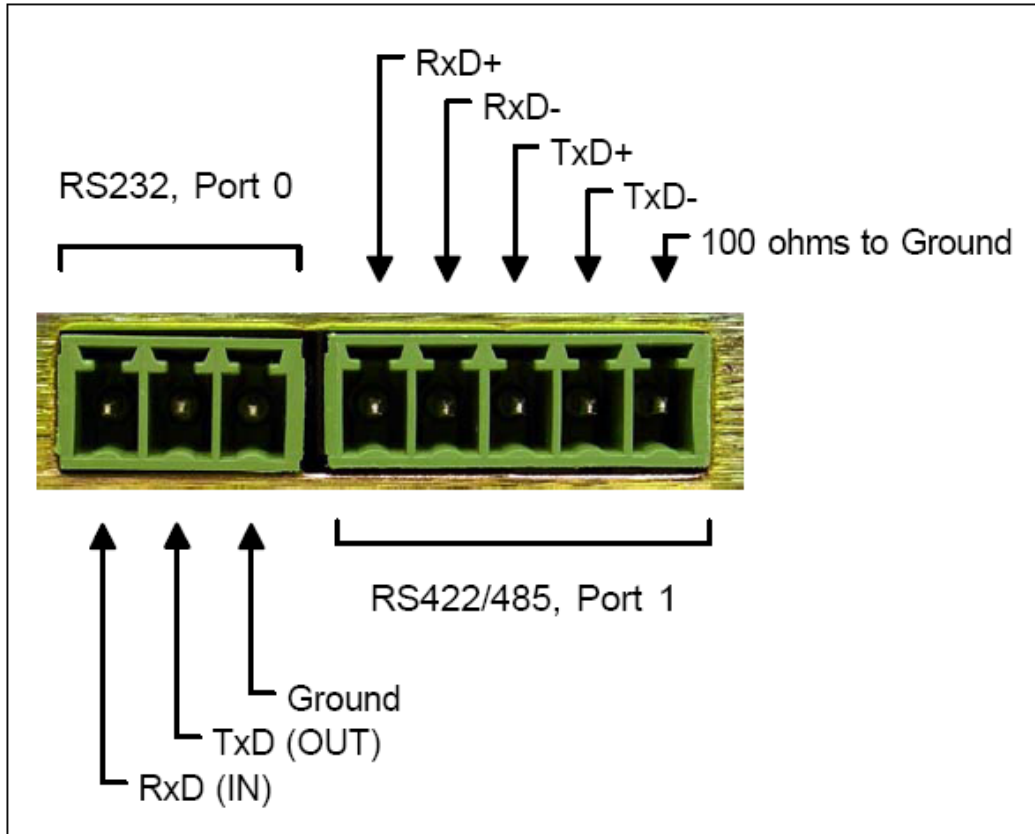 RxD+
RxD-
TxD+
RS232, Port 0
TxD-
100 ohms to Ground
RS422/485, Port 1
Ground
TxD (OUT)
RxD (IN)